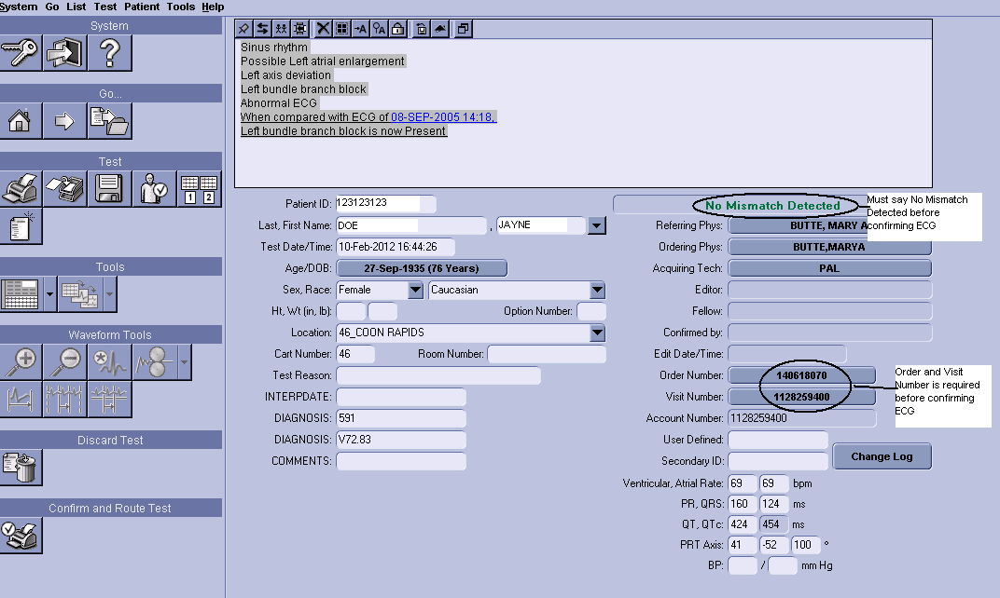 System Go List Test Patient Tools Help
System
Go...
Test
1 2
Tools
Waveform Tools
Discard Test
Confirm and Route Test
Sinus rhythm
Possible Left atrial enlargement
Left axis deviation
Left bundle branch block
Abnormal ECG
When compared with ECG of 08-SEP-2005 14:18,
Left bundle branch block is now Present
Patient ID: 123123123
Last, First Name: DOE , JAYNE
Test Date/Time: 10-Feb-2012 16:44:26
Age/DOB: 27-Sep-1935 (76 Years)
Sex, Race: Female Caucasian
Ht, Wt (in, lb): Option Number:
Location: 46_COON RAPIDS
Cart Number: 46 Room Number:
Test Reason:
INTERPDATE:
DIAGNOSIS: 591
DIAGNOSIS: V72.83
COMMENTS:
No Mismatch Detected
Must say No Mismatch
Detected before
confirming ECG
Referring Phys: BUTTE, MARY A
Ordering Phys: BUTTE,MARYA
Acquiring Tech: PAL
Editor:
Fellow:
Confirmed by:
Edit Date/Time:
Order Number: 140618070
Visit Number: 1128259400
Order and Visit
Number is required
before confirming
ECG
Account Number: 1128259400
User Defined:
Secondary ID:
Change Log
Ventricular, Atrial Rate: 69 69 bpm
PR, QRS: 160 124 ms
QT, QTc: 424 454 ms
PRT Axis: 41 -52 100 °
BP: / mm Hg